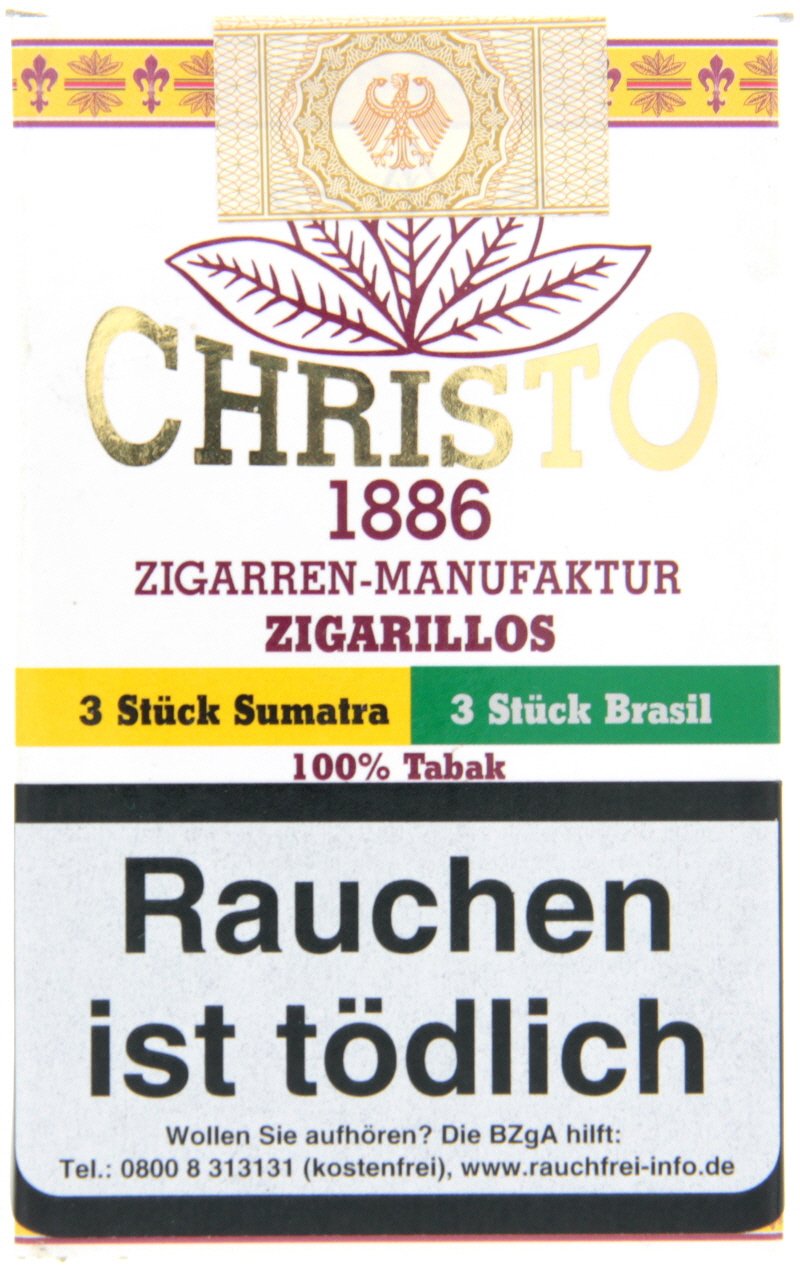 CHRISTO
1886
ZIGARREN-MANUFAKTUR
ZIGARILLOS
3 Stück Sumatra 3 Stück Brasil
100% Tabak
Rauchen
ist tödlich
Wollen Sie aufhören? Die BZgA hilft:
Tel.: 0800 8 313131 (kostenfrei), www.rauchfrei-info.de